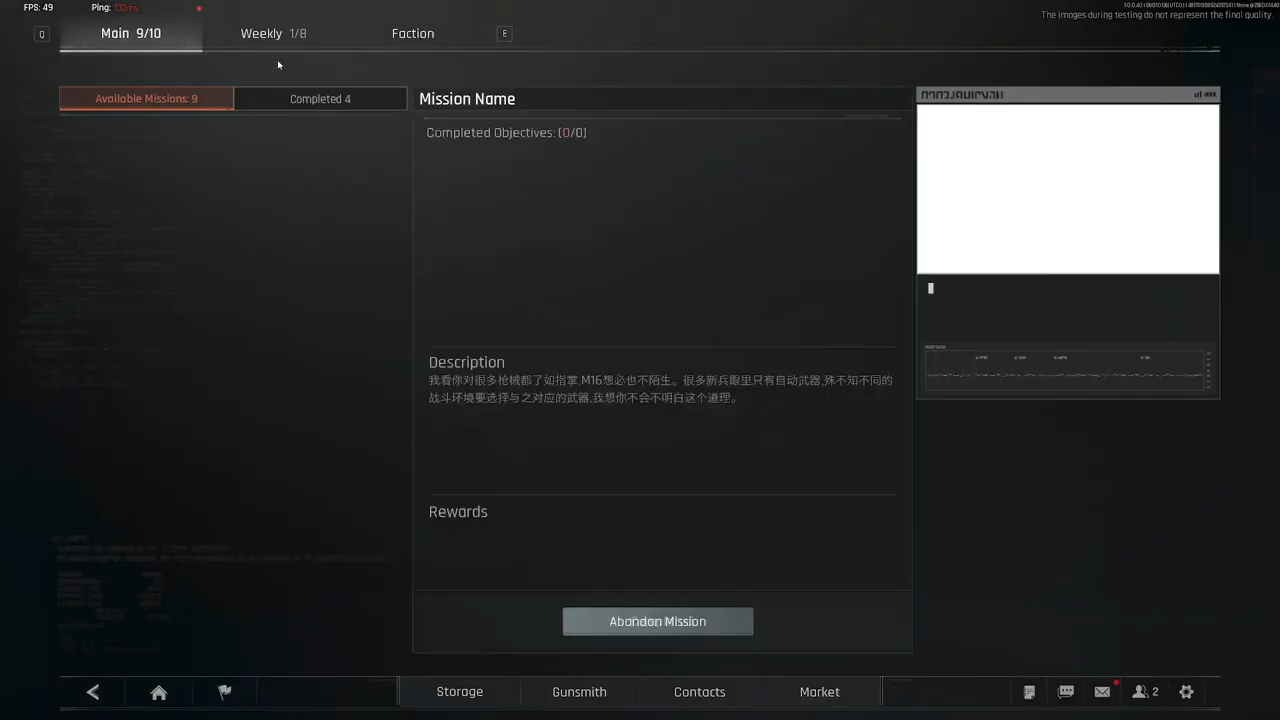 FPS: 49
Ping: 133ms
The images during testing do not represent the final quality.
Q
Main 9/10
Weekly 1/8
Faction
E
Available Missions: 9
Completed 4
Mission Name
Completed Objectives: (0/0)
Description
我看你对很多枪械都了如指掌,M16想必也不陌生。很多新兵眼里只有自动武器,殊不知不同的
战斗环境要选择与之对应的武器,我想你不会不明白这个道理。
Rewards
Abandon Mission
Storage
Gunsmith
Contacts
Market
2